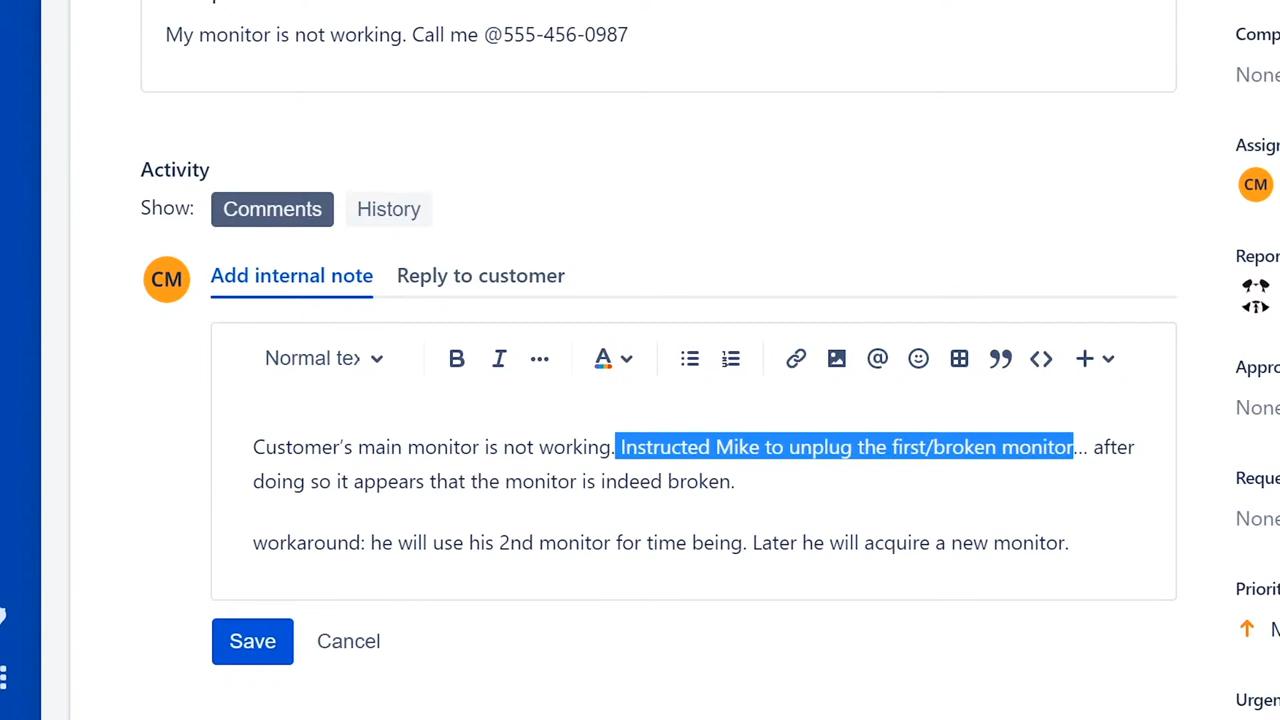 My monitor is not working. Call me @555-456-0987
Comp
None
Activity
Assign
Show: Comments History
CM
CM Add internal note Reply to customer
Repor
Normal tex B I ... A @ <> +
Appro
None
Customer's main monitor is not working. Instructed Mike to unplug the first/broken monitor... after
doing so it appears that the monitor is indeed broken.
Reque
None
workaround: he will use his 2nd monitor for time being. Later he will acquire a new monitor.
Priorit
M
Save Cancel
Urgen